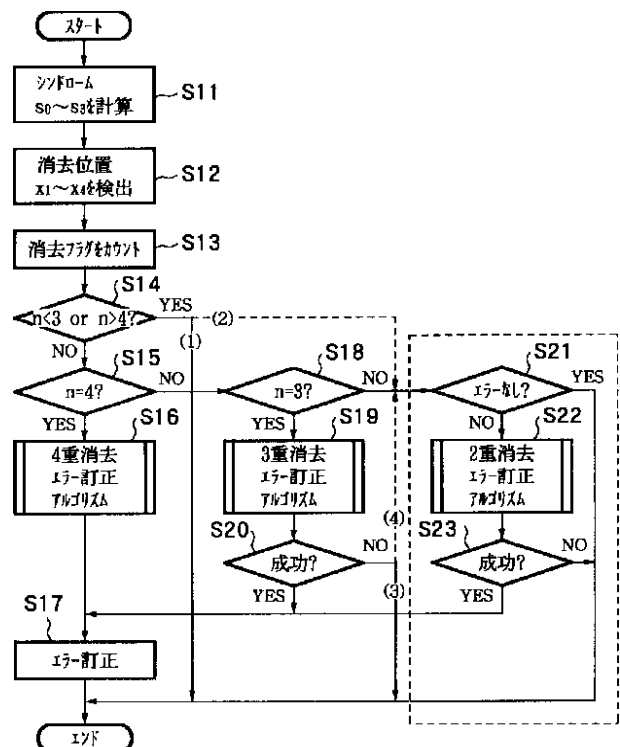 スタート
シンドローム
S0～S3を計算
S11
消去位置
X1～X4を検出
S12
消去フラグをカウント
S13
S14
n<3 or n>4?
YES
(2)
(1)
NO
S15
n=4?
NO
S18
n=3?
NO
S21
エラーなし?
YES
YES
S16
YES
S19
NO
S22
4重消去
エラー訂正
アルゴリズム
3重消去
エラー訂正
アルゴリズム
2重消去
エラー訂正
アルゴリズム
(4)
S20
成功?
NO
S23
成功?
NO
(3)
YES
YES
S17
エラー訂正
エンド